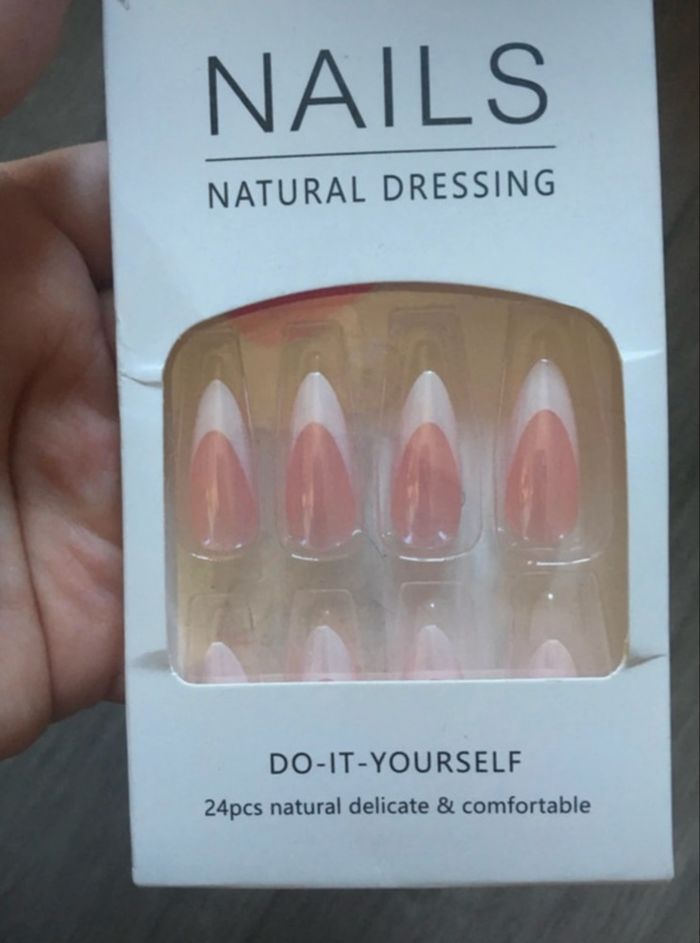 NAILS
NATURAL DRESSING
DO-IT-YOURSELF
24pcs natural delicate & comfortable